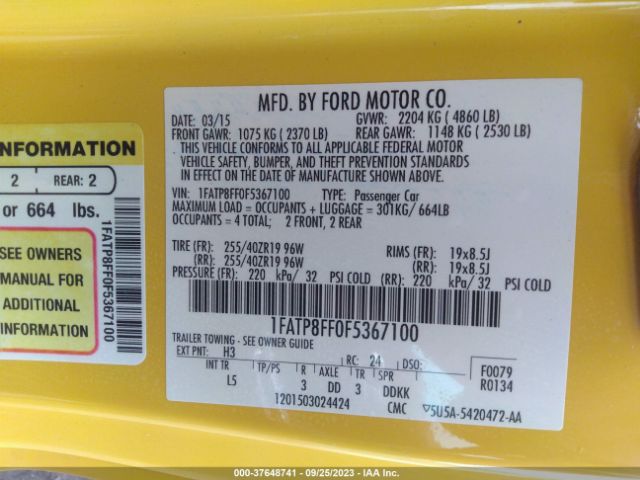 MFD. BY FORD MOTOR CO.
DATE: 03/15 GVWR: 2204 KG ( 4860 LB)
FRONT GAWR: 1075 KG ( 2370 LB) REAR GAWR: 1148 KG ( 2530 LB)
THIS VEHICLE CONFORMS TO ALL APPLICABLE FEDERAL MOTOR
VEHICLE SAFETY, BUMPER, AND THEFT PREVENTION STANDARDS
IN EFFECT ON THE DATE OF MANUFACTURE SHOWN ABOVE.
VIN: 1FATP8FF0F5367100 TYPE: Passenger Car
MAXIMUM LOAD = OCCUPANTS + LUGGAGE = 301KG/ 664LB
OCCUPANTS = 4 TOTAL; 2 FRONT, 2 REAR
TIRE (FR): 255/40ZR19 96W RIMS (FR): 19x8.5J
(RR): 255/40ZR19 96W (RR): 19x8.5J
PRESSURE (FR): 220 kPa/ 32 PSI COLD (RR): 220 kPa/ 32 PSI COLD
1FATP8FF0F5367100
TRAILER TOWING - SEE OWNER GUIDE
EXT PNT: H3 RC: 24 DSO: F0079
INT TR TP/PS R AXLE TR SPR R0134
L5 3 DD 3 DDKK
1201503024424 CMC ▽5U5A-5420472-AA
INFORMATION
2 REAR: 2
or 664 lbs.
SEE OWNERS
MANUAL FOR
ADDITIONAL
INFORMATION
1FATP8FF0F5367100
000-37648741 | 09/25/2023 | IAA Inc.